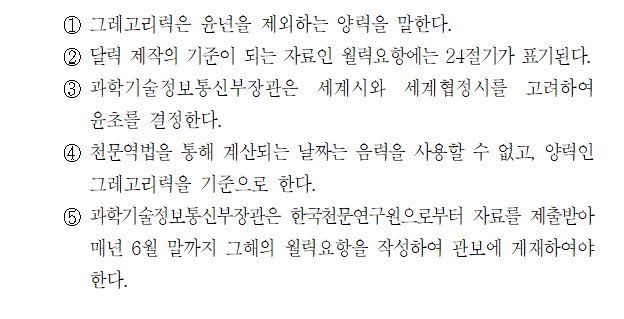 ① 그레고리력은 윤년을 제외하는 양력을 말한다.
② 달력 제작의 기준이 되는 자료인 월력요항에는 24절기가 표기된다.
③ 과학기술정보통신부장관은 세계시와 세계협정시를 고려하여
윤초를 결정한다.
④ 천문역법을 통해 계산되는 날짜는 음력을 사용할 수 없고, 양력인
그레고리력을 기준으로 한다.
⑤ 과학기술정보통신부장관은 한국천문연구원으로부터 자료를 제출받아
매년 6월 말까지 그해의 월력요항을 작성하여 관보에 게재하여야
한다.